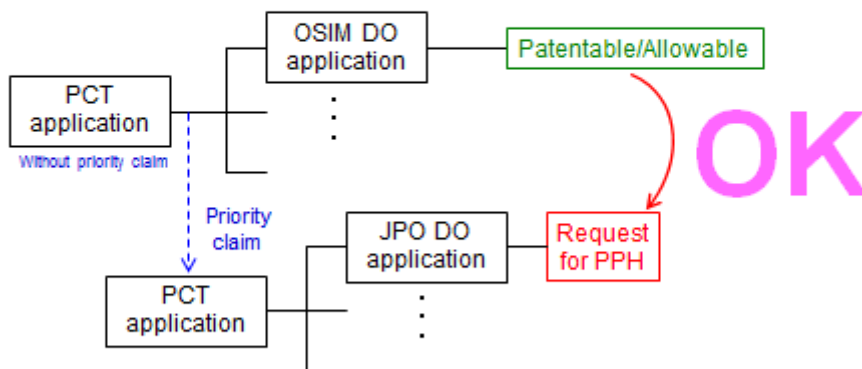 OSIM DO
application
Patentable/Allowable
PCT
application
Without priority claim
OK
Priority
claim
JPO DO
application
Request
for PPH
PCT
application